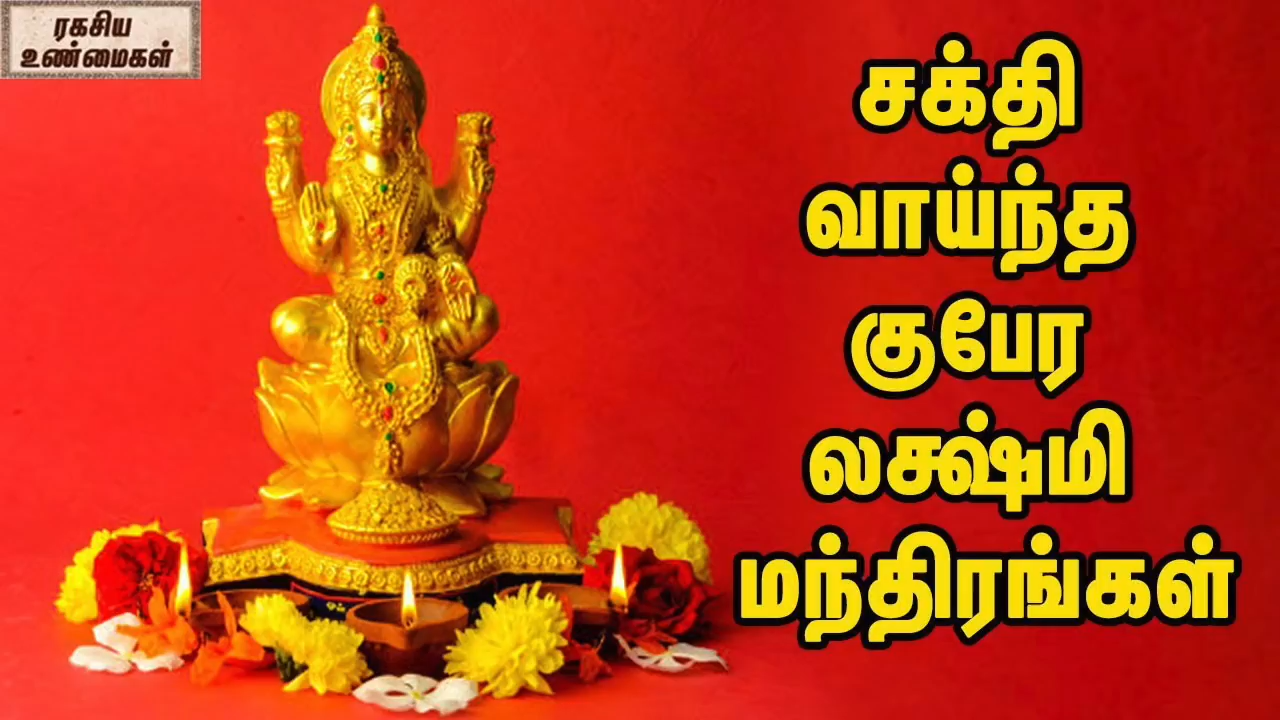 ரகசிய
உண்மைகள்
சக்தி
வாய்ந்த
குபேர
லக்ஷ்மி
மந்திரங்கள்